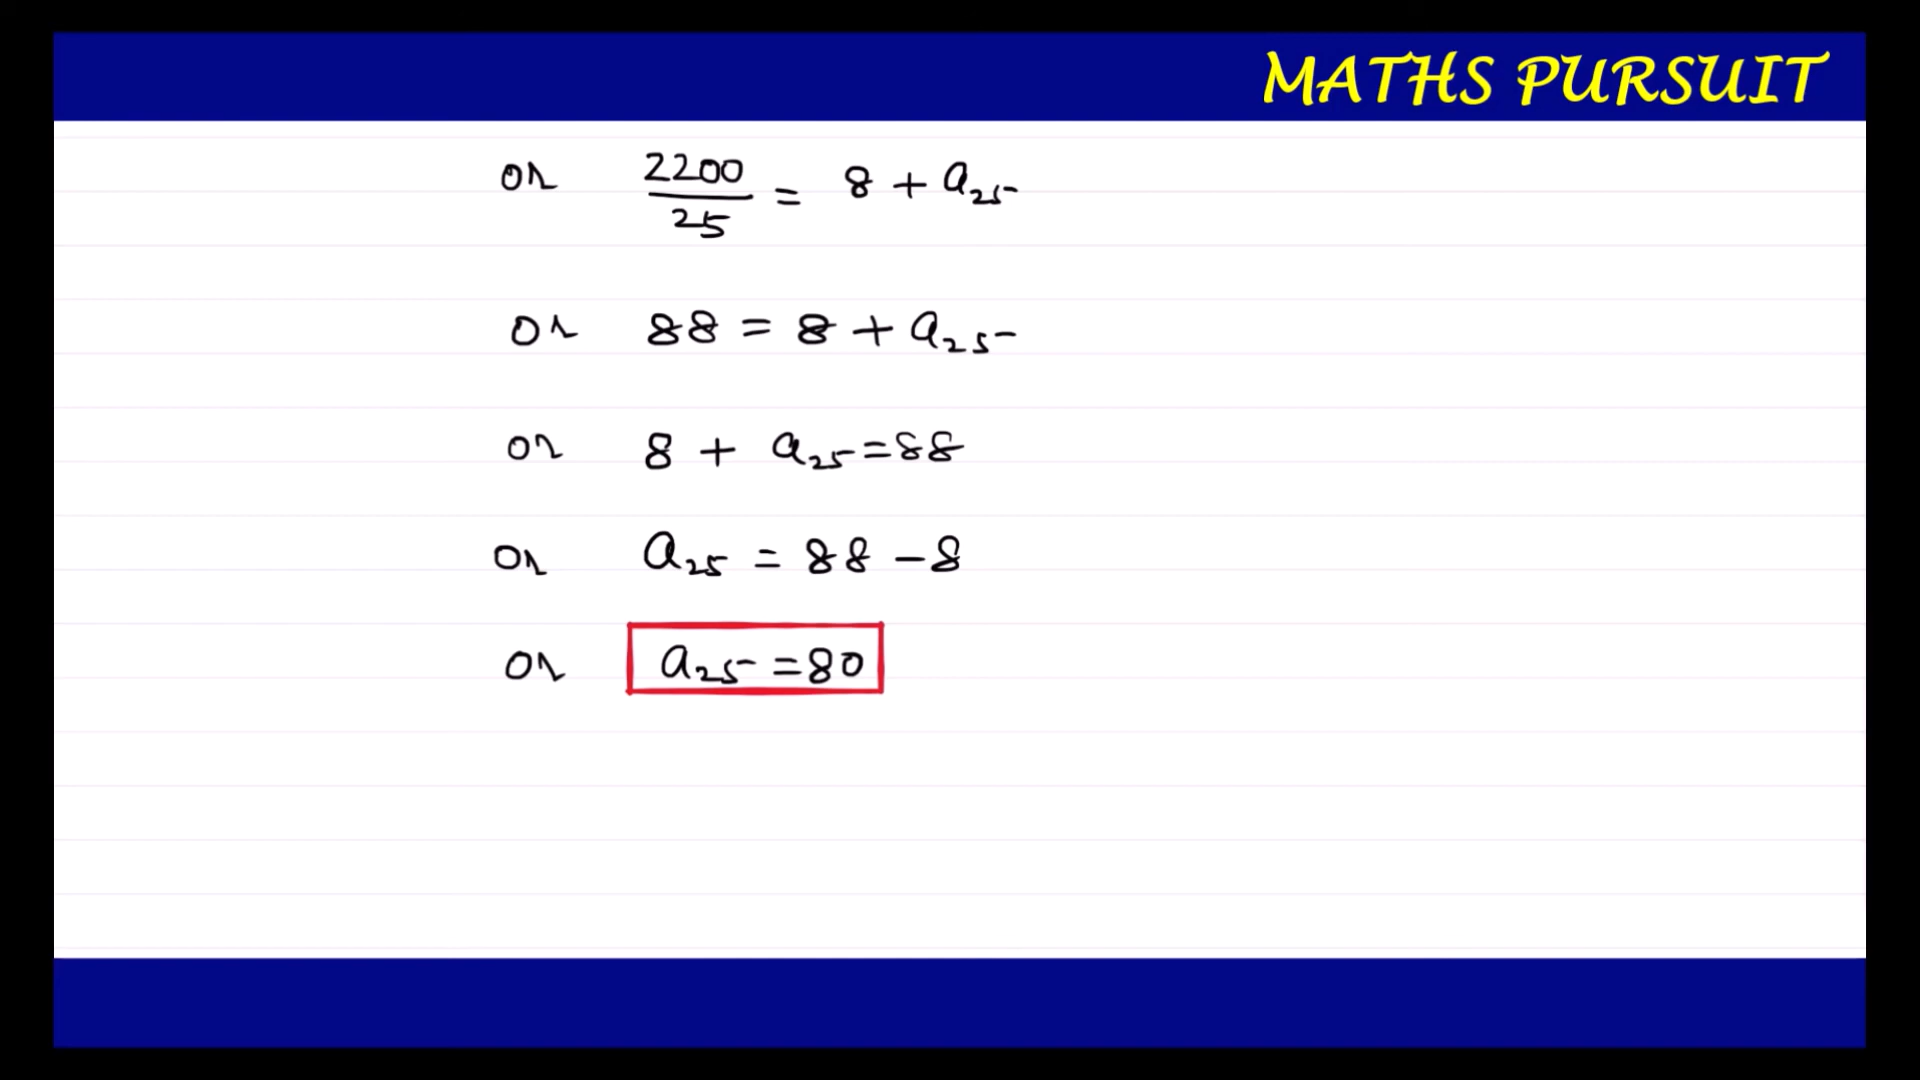 MATHS PURSUIT
or 2200/25 = 8 + a₂₅
or 88 = 8 + a₂₅
or 8 + a₂₅ = 88
or a₂₅ = 88 - 8
or a₂₅ = 80